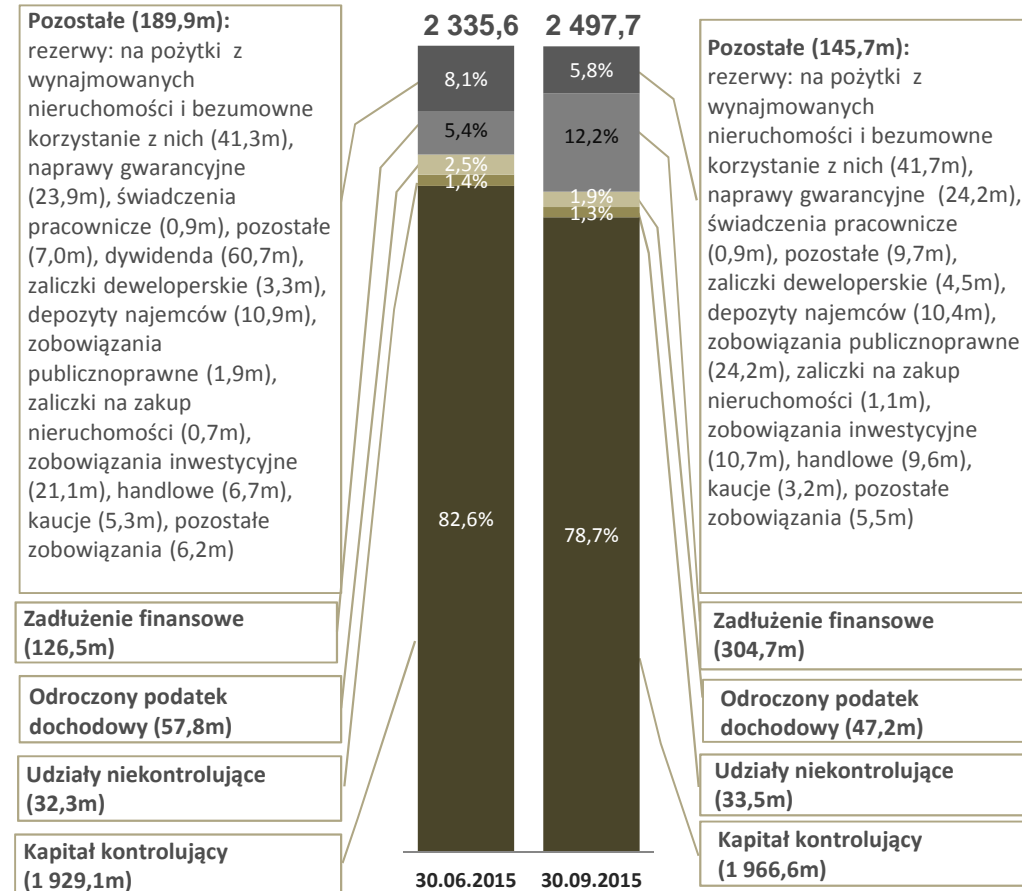 Pozostałe (189,9m):
rezerwy: na pożytki z
wynajmowanych
nieruchomości i bezumowne
korzystanie z nich (41,3m),
naprawy gwarancyjne
(23,9m), świadczenia
pracownicze (0,9m), pozostałe
(7,0m), dywidenda (60,7m),
zaliczki deweloperskie (3,3m),
depozyty najemców (10,9m),
zobowiązania
publicznoprawne (1,9m),
zaliczki na zakup
nieruchomości (0,7m),
zobowiązania inwestycyjne
(21,1m), handlowe (6,7m),
kaucje (5,3m), pozostałe
zobowiązania (6,2m)
Zadłużenie finansowe
(126,5m)
Odroczony podatek
dochodowy (57,8m)
Udziały niekontrolujące
(32,3m)
Kapitał kontrolujący
(1 929,1m)
2 335,6 2 497,7
8,1%
5,4%
2,5%
1,4%
82,6%
5,8%
12,2%
1,9%
1,3%
78,7%
30.06.2015 30.09.2015
Pozostałe (145,7m):
rezerwy: na pożytki z
wynajmowanych
nieruchomości i bezumowne
korzystanie z nich (41,7m),
naprawy gwarancyjne (24,2m),
świadczenia pracownicze
(0,9m), pozostałe (9,7m),
zaliczki deweloperskie (4,5m),
depozyty najemców (10,4m),
zobowiązania publicznoprawne
(24,2m), zaliczki na zakup
nieruchomości (1,1m),
zobowiązania inwestycyjne
(10,7m), handlowe (9,6m),
kaucje (3,2m), pozostałe
zobowiązania (5,5m)
Zadłużenie finansowe
(304,7m)
Odroczony podatek
dochodowy (47,2m)
Udziały niekontrolujące
(33,5m)
Kapitał kontrolujący
(1 966,6m)